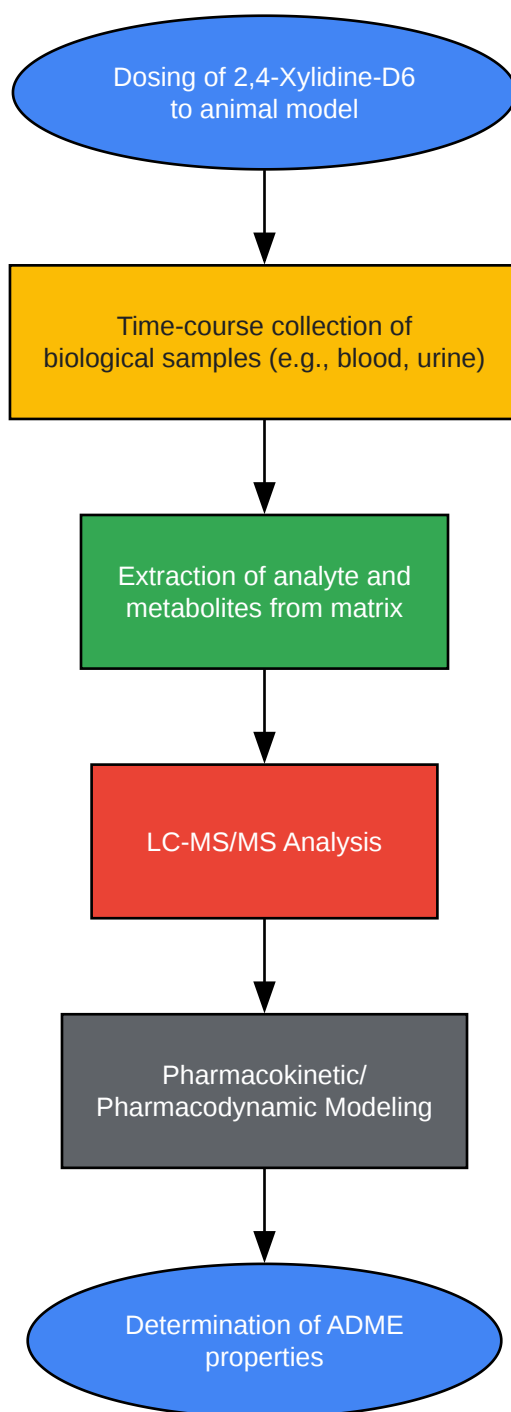 Dosing of 2,4-Xylidine-D6
to animal model
Time-course collection of
biological samples (e.g., blood, urine)
Extraction of analyte and
metabolites from matrix
LC-MS/MS Analysis
Pharmacokinetic/
Pharmacodynamic Modeling
Determination of ADME
properties